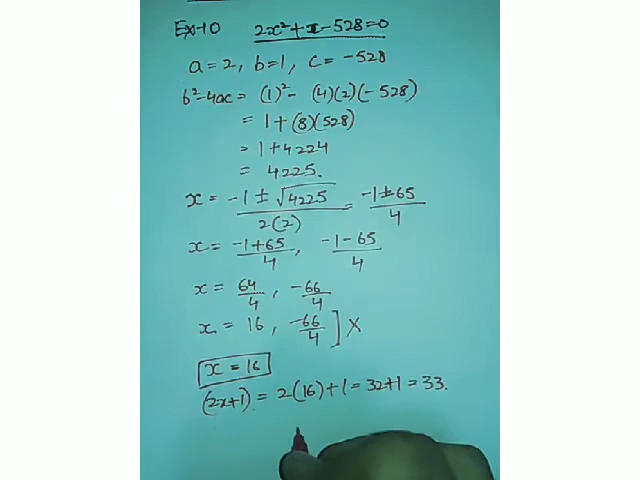 Ex-10 2x²+x-528=0
a=2, b=1, c=-528
b²-4ac = (1)² - (4)(2)(-528)
= 1+(8)(528)
= 1+4224
= 4225.
x = -1 ± √4225 / 2(2) = -1±65 / 4
x = -1+65 / 4 , -1-65 / 4
x = 64/4 , -66/4
x = 16 , -66/4 ] X
x = 16
(2x+1) = 2(16)+1 = 32+1 = 33.